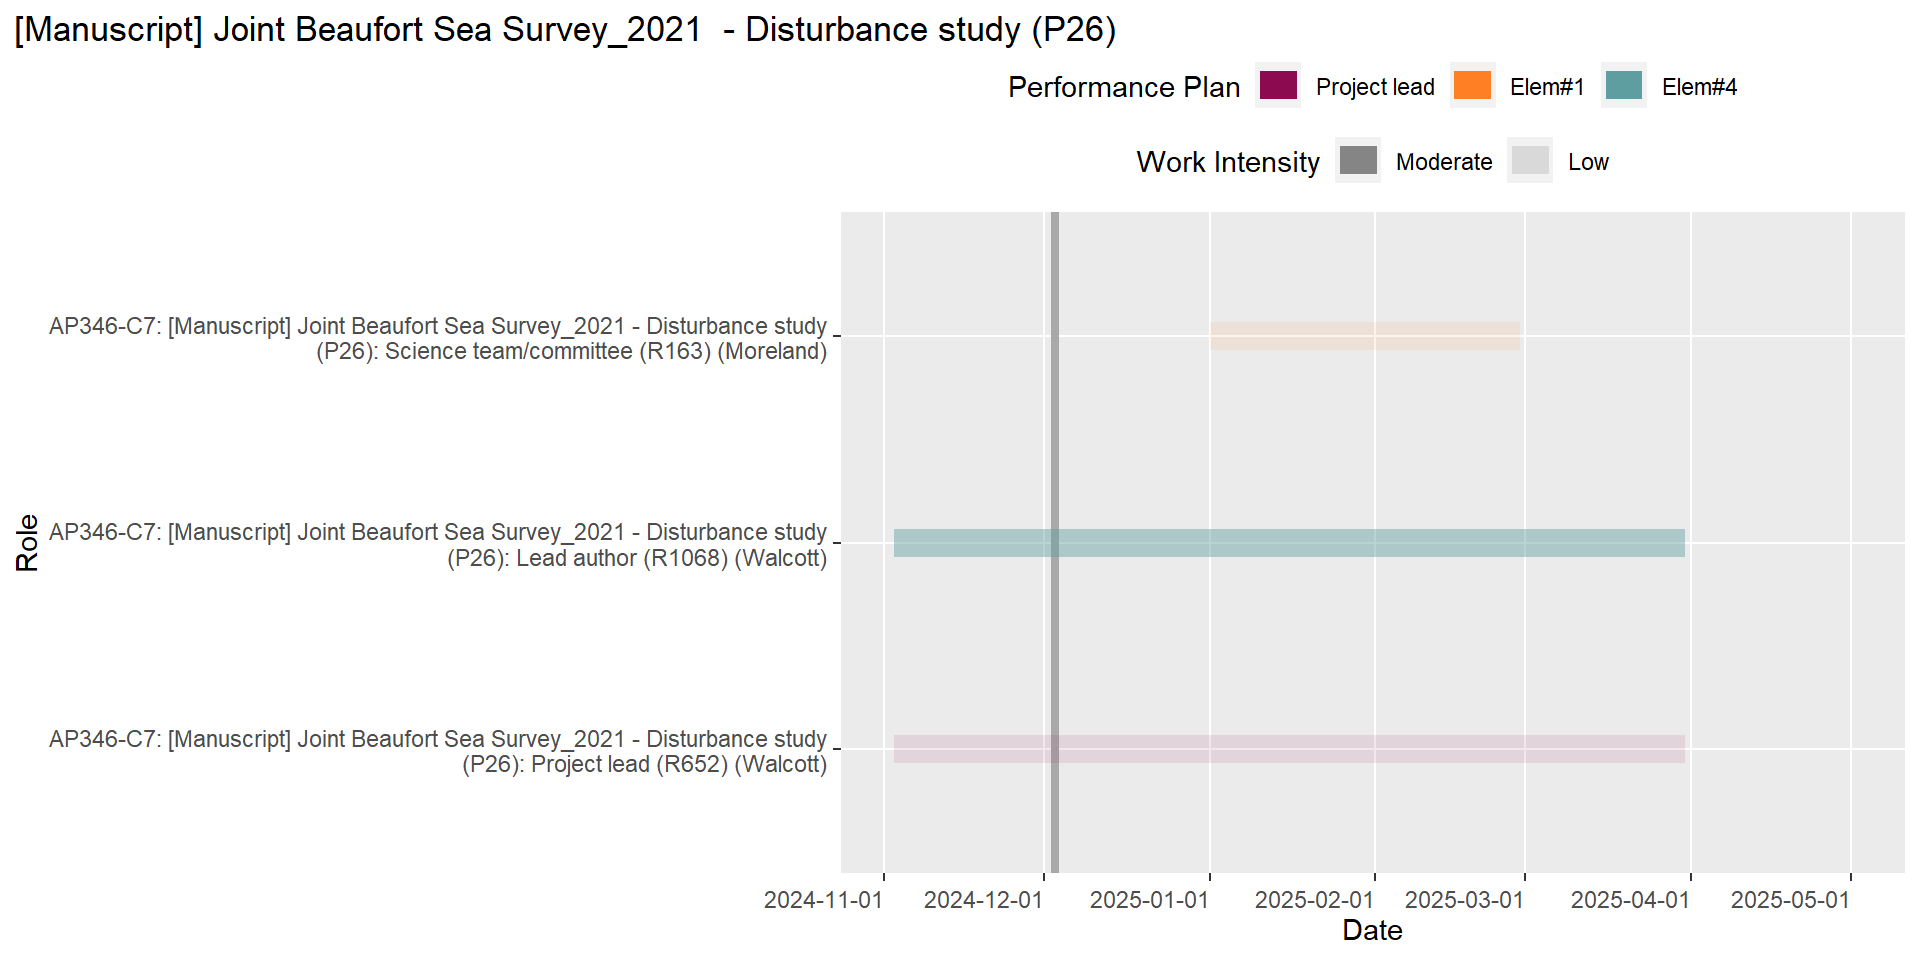 [Manuscript] Joint Beaufort Sea Survey_2021  - Disturbance study (P26)
Performance Plan Project lead Elem#1 Elem#4
Work Intensity Moderate Low
AP346-C7: [Manuscript] Joint Beaufort Sea Survey_2021 - Disturbance study
(P26): Science team/committee (R163) (Moreland)
Role
AP346-C7: [Manuscript] Joint Beaufort Sea Survey_2021 - Disturbance study
(P26): Lead author (R1068) (Walcott)
AP346-C7: [Manuscript] Joint Beaufort Sea Survey_2021 - Disturbance study
(P26): Project lead (R652) (Walcott)
2024-11-01 2024-12-01 2025-01-01 2025-02-01 2025-03-01 2025-04-01 2025-05-01
Date